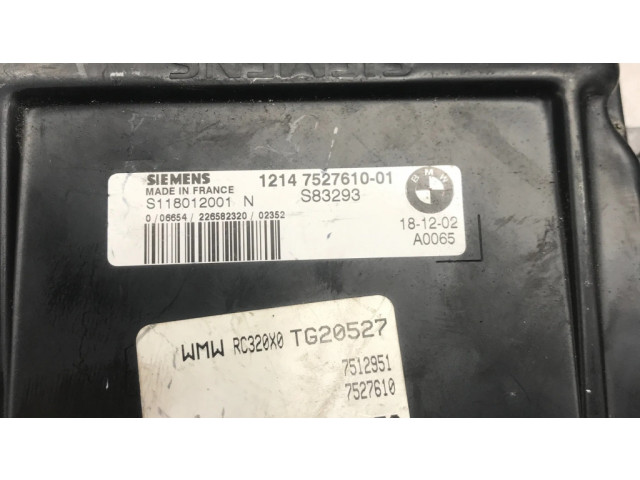 SIEMENS
SIEMENS 1214 7527610-01
MADE IN FRANCE
S118012001 N S83293
BMW
0 / 06654 / 226582320 / 02352
18-12-02
A0065
WMW RC320X0 TG20527
7512951
7527610